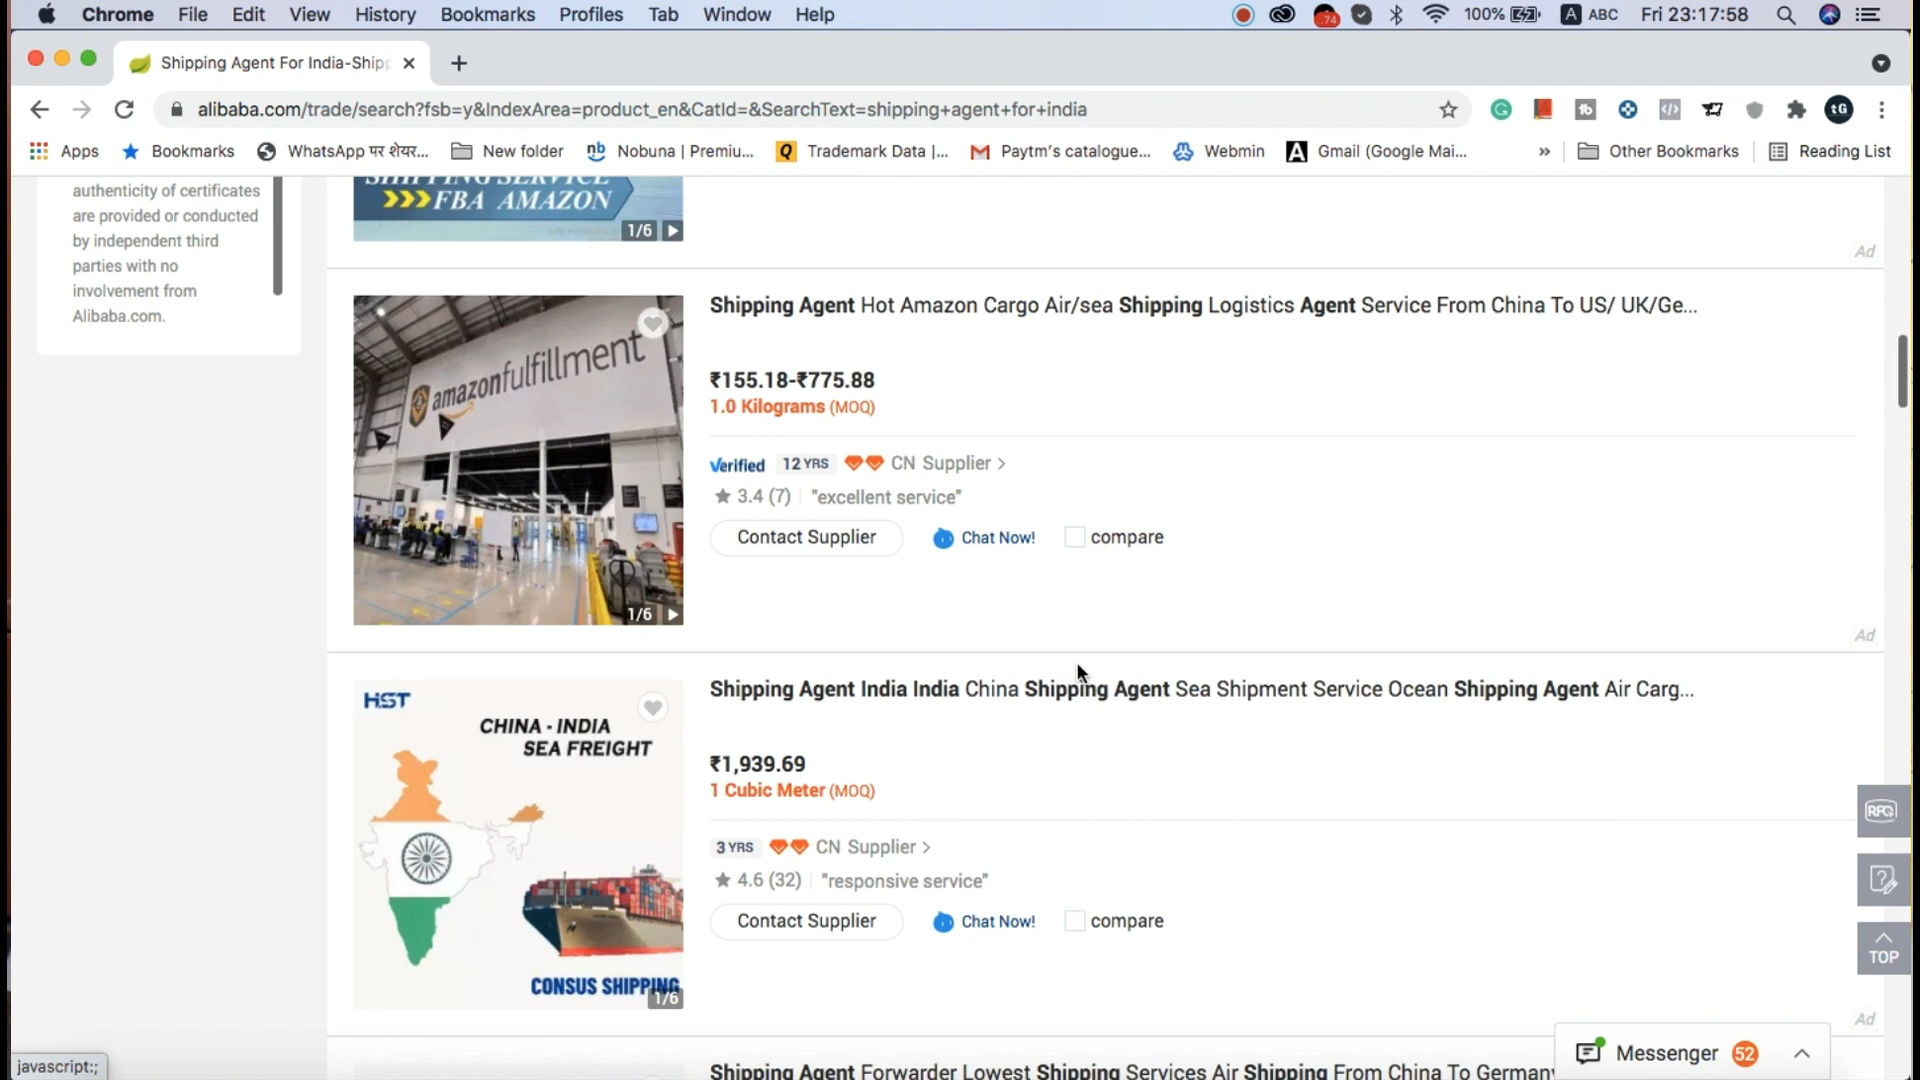 Chrome File Edit View History Bookmarks Profiles Tab Window Help 74 100% A ABC Fri 23:17:58
Shipping Agent For India-Shipp
alibaba.com/trade/search?fsb=y&IndexArea=product_en&CatId=&SearchText=shipping+agent+for+india tG
Apps Bookmarks WhatsApp पर शेयर... New folder nb Nobuna | Premiu... Q Trademark Data |... Paytm's catalogue... Webmin A Gmail (Google Mai... » Other Bookmarks Reading List
authenticity of certificates
are provided or conducted
by independent third
parties with no
involvement from
Alibaba.com.
SHIPPING SERVICE
>>>FBA AMAZON
1/6
Ad
amazonfulfillment
1/6
Shipping Agent Hot Amazon Cargo Air/sea Shipping Logistics Agent Service From China To US/ UK/Ge...
₹155.18-₹775.88
1.0 Kilograms (MOQ)
Verified 12 YRS CN Supplier >
3.4 (7) "excellent service"
Contact Supplier Chat Now! compare
Ad
HST
CHINA - INDIA
SEA FREIGHT
CONSUS SHIPPING
1/6
Shipping Agent India India China Shipping Agent Sea Shipment Service Ocean Shipping Agent Air Carg...
₹1,939.69
1 Cubic Meter (MOQ)
3 YRS CN Supplier >
4.6 (32) "responsive service"
Contact Supplier Chat Now! compare
Ad
RFQ
TOP
Shipping Agent Forwarder Lowest Shipping Services Air Shipping From China To Germany
Messenger 52
javascript:;